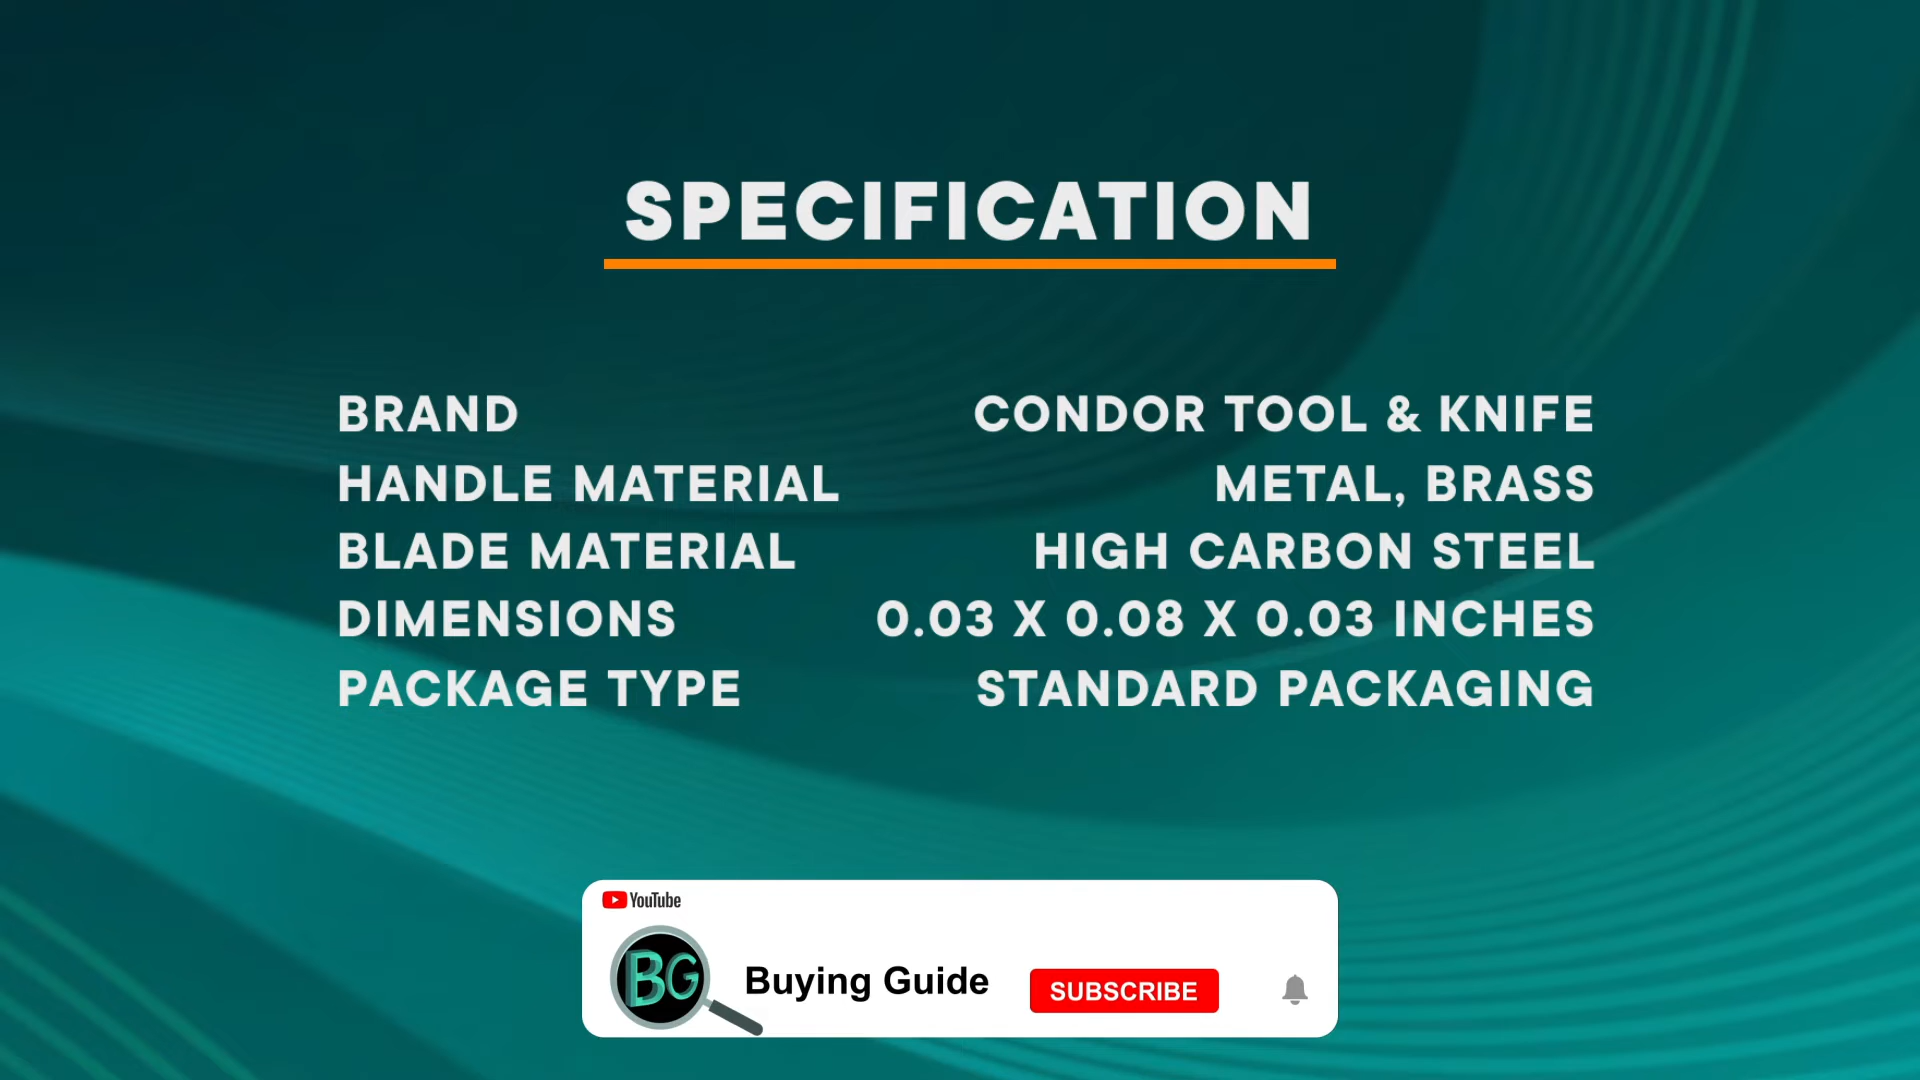 SPECIFICATION
BRAND CONDOR TOOL & KNIFE
HANDLE MATERIAL METAL, BRASS
BLADE MATERIAL HIGH CARBON STEEL
DIMENSIONS 0.03 X 0.08 X 0.03 INCHES
PACKAGE TYPE STANDARD PACKAGING
YouTube
BG Buying Guide SUBSCRIBE